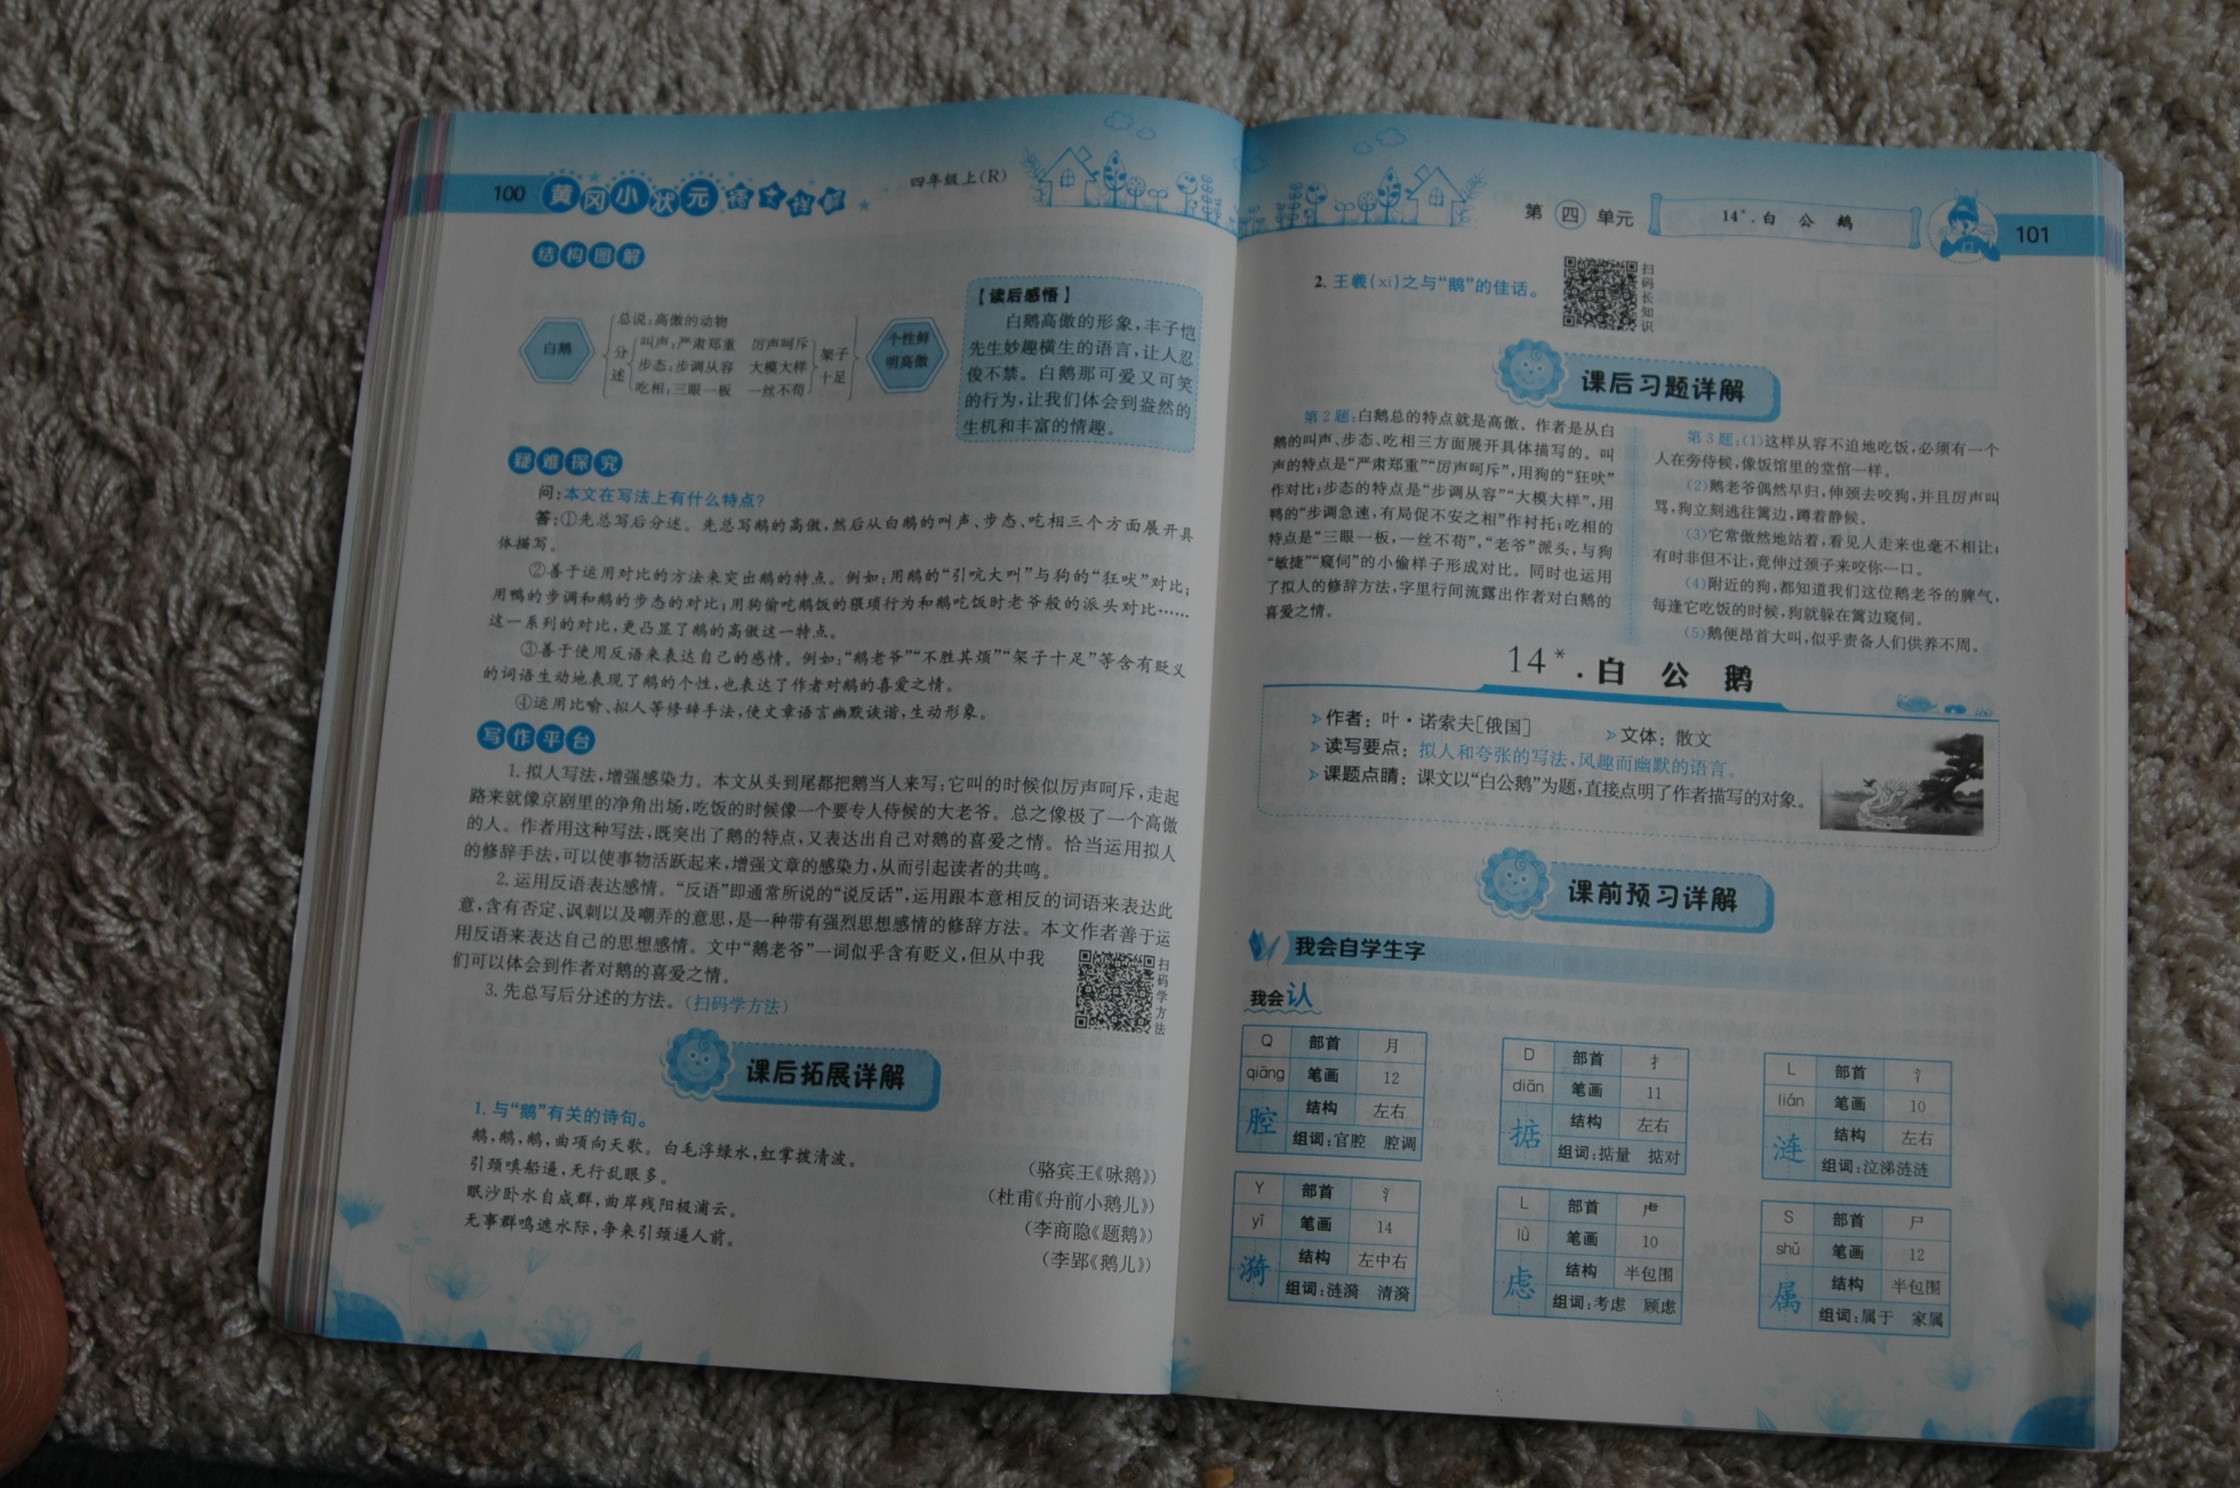 100 黄冈小状元 四年级上(R)
结构图解
白鹅
总说:高傲的动物
分述
叫声:严肃郑重 厉声呵斥
步态:步调从容 大模大样
吃相:三眼一板 一丝不苟
架子十足
个性鲜明高傲
【读后感悟】
白鹅高傲的形象,丰子恺
先生妙趣横生的语言,让人忍
俊不禁。白鹅那可爱又可笑
的行为,让我们体会到盎然的
生机和丰富的情趣。
疑难探究
问:本文在写法上有什么特点?
答:①先总写后分述。先总写鹅的高傲,然后从白鹅的叫声、步态、吃相三个方面展开具
体描写。
②善于运用对比的方法来突出鹅的特点。例如:用鹅的“引吭大叫”与狗的“狂吠”对比;
用鸭的步调和鹅的步态的对比;用狗偷吃鹅饭的猥琐行为和鹅吃饭时老爷般的派头对比……
这一系列的对比,更凸显了鹅的高傲这一特点。
③善于使用反语来表达自己的感情。例如:“鹅老爷”“不胜其烦”“架子十足”等含有贬义
的词语生动地表现了鹅的个性,也表达了作者对鹅的喜爱之情。
④运用比喻、拟人等修辞手法,使文章语言幽默诙谐,生动形象。
写作平台
1.拟人写法,增强感染力。本文从头到尾都把鹅当人来写:它叫的时候似厉声呵斥,走起
路来就像京剧里的净角出场,吃饭的时候像一个要专人侍候的大老爷。总之像极了一个高傲
的人。作者用这种写法,既突出了鹅的特点,又表达出自己对鹅的喜爱之情。恰当运用拟人
的修辞手法,可以使事物活跃起来,增强文章的感染力,从而引起读者的共鸣。
2.运用反语表达感情。“反语”即通常所说的“说反话”,运用跟本意相反的词语来表达此
意,含有否定、讽刺以及嘲弄的意思,是一种带有强烈思想感情的修辞方法。本文作者善于运
用反语来表达自己的思想感情。文中“鹅老爷”一词似乎含有贬义,但从中我
们可以体会到作者对鹅的喜爱之情。
3.先总写后分述的方法。(扫码学方法)
扫码学方法
课后拓展详解
1.与“鹅”有关的诗句。
鹅,鹅,鹅,曲项向天歌。白毛浮绿水,红掌拨清波。 (骆宾王《咏鹅》)
引颈嗔船逼,无行乱眼多。 (杜甫《舟前小鹅儿》)
眠沙卧水自成群,曲岸残阳极浦云。 (李商隐《题鹅》)
无事群鸣遮水际,争来引颈逼人前。 (李郢《鹅儿》)
第四单元 14*.白公鹅 101
2.王羲(xī)之与“鹅”的佳话。
扫码长知识
课后习题详解
第2题:白鹅总的特点就是高傲。作者是从白
鹅的叫声、步态、吃相三方面展开具体描写的。叫
声的特点是“严肃郑重”“厉声呵斥”,用狗的“狂吠”
作对比;步态的特点是“步调从容”“大模大样”,用
鸭的“步调急速,有局促不安之相”作衬托;吃相的
特点是“三眼一板,一丝不苟”,“老爷”派头,与狗
“敏捷”“窥伺”的小偷样子形成对比。同时也运用
了拟人的修辞方法,字里行间流露出作者对白鹅的
喜爱之情。
第3题:(1)这样从容不迫地吃饭,必须有一个
人在旁侍候,像饭馆里的堂倌一样。
(2)鹅老爷偶然早归,伸颈去咬狗,并且厉声叫
骂,狗立刻逃往篱边,蹲着静候。
(3)它常傲然地站着,看见人走来也毫不相让;
有时非但不让,竟伸过颈子来咬你一口。
(4)附近的狗,都知道我们这位鹅老爷的脾气,
每逢它吃饭的时候,狗就躲在篱边窥伺。
(5)鹅便昂首大叫,似乎责备人们供养不周。
14*.白公鹅
作者:叶·诺索夫[俄国] 文体:散文
读写要点:拟人和夸张的写法,风趣而幽默的语言。
课题点睛:课文以“白公鹅”为题,直接点明了作者描写的对象。
课前预习详解
我会自学生字
我会认
Q 部首 月
qiāng 笔画 12
腔 结构 左右
组词:官腔 腔调
D 部首 扌
diān 笔画 11
掂 结构 左右
组词:掂量 掂对
L 部首 氵
lián 笔画 10
涟 结构 左右
组词:泣涕涟涟
Y 部首 氵
yī 笔画 14
漪 结构 左中右
组词:涟漪 清漪
L 部首 虍
lǜ 笔画 10
虑 结构 半包围
组词:考虑 顾虑
S 部首 尸
shǔ 笔画 12
属 结构 半包围
组词:属于 家属